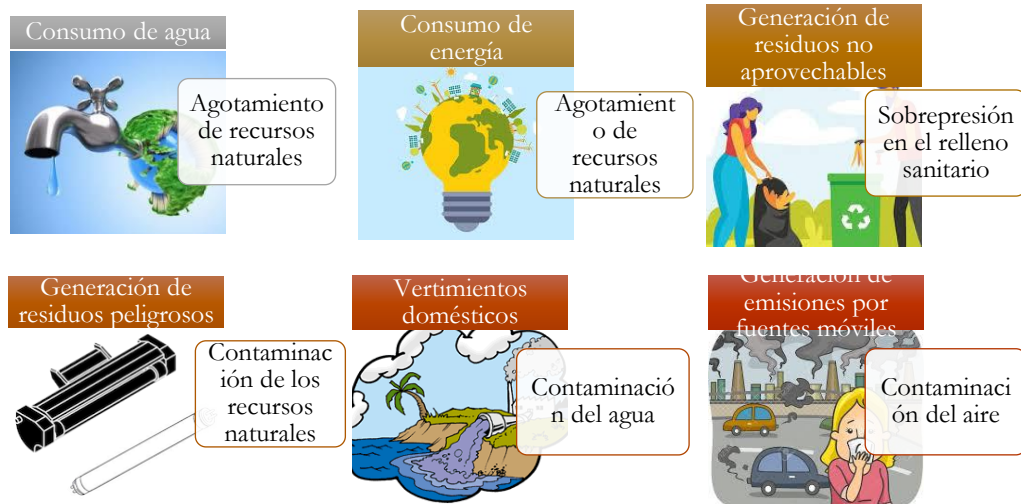 Consumo de agua
Agotamiento
de recursos
naturales
Consumo de
energía
Agotamient
o de
recursos
naturales
Generación de
residuos no
aprovechables
Sobrepresión
en el relleno
sanitario
Generación de
residuos peligrosos
Contaminac
ión de los
recursos
naturales
Vertimientos
domésticos
Contaminació
n del agua
Generación de
emisiones por
fuentes móviles
Contaminaci
ón del aire